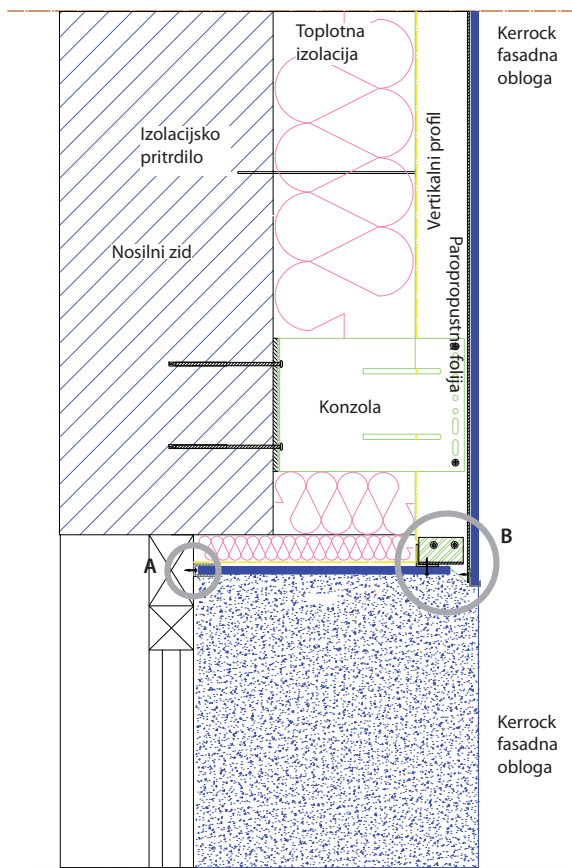 Toplotna
izolacija
Kerrock
fasadna
obloga
Izolacijsko
pritrdilo
Vertikalni profil
Nosilni zid
Paroprepustna folija
Konzola
A
B
Kerrock
fasadna
obloga